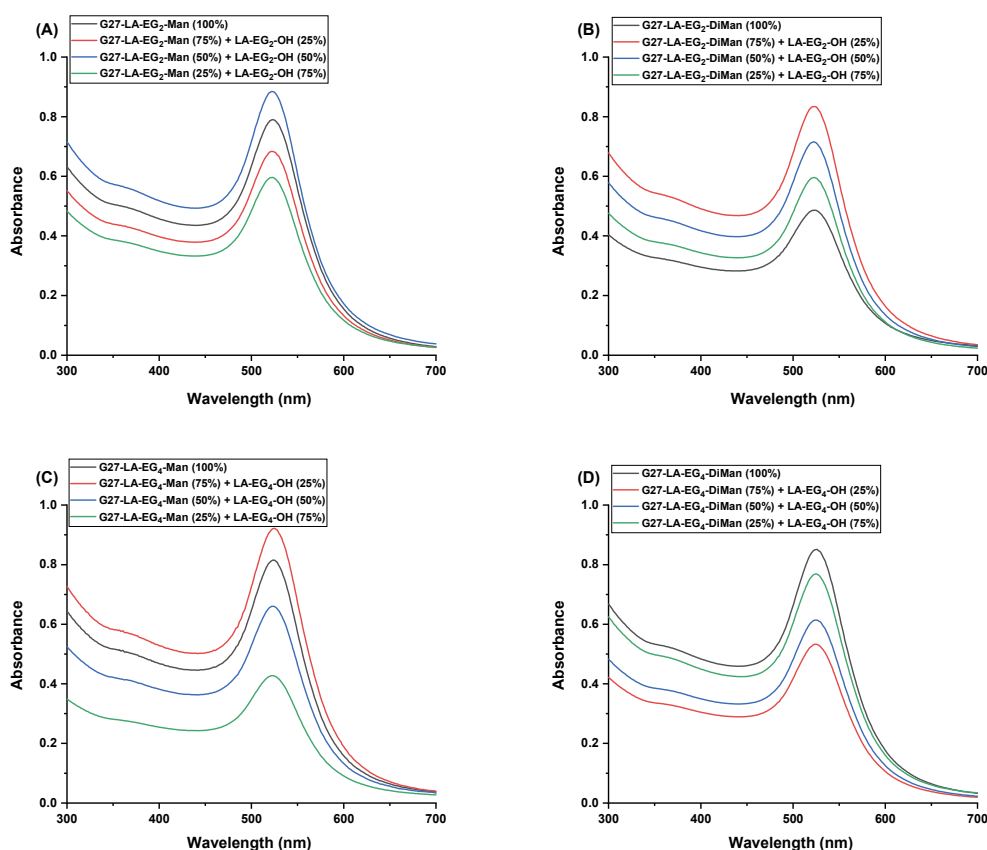 (A)
G27-LA-EG₂-Man (100%)
G27-LA-EG₂-Man (75%) + LA-EG₂-OH (25%)
G27-LA-EG₂-Man (50%) + LA-EG₂-OH (50%)
G27-LA-EG₂-Man (25%) + LA-EG₂-OH (75%)
1.0
0.8
0.6
0.4
0.2
0.0
Absorbance
300 400 500 600 700
Wavelength (nm)
(B)
G27-LA-EG₂-DiMan (100%)
G27-LA-EG₂-DiMan (75%) + LA-EG₂-OH (25%)
G27-LA-EG₂-DiMan (50%) + LA-EG₂-OH (50%)
G27-LA-EG₂-DiMan (25%) + LA-EG₂-OH (75%)
1.0
0.8
0.6
0.4
0.2
0.0
Absorbance
300 400 500 600 700
Wavelength (nm)
(C)
G27-LA-EG₄-Man (100%)
G27-LA-EG₄-Man (75%) + LA-EG₄-OH (25%)
G27-LA-EG₄-Man (50%) + LA-EG₄-OH (50%)
G27-LA-EG₄-Man (25%) + LA-EG₄-OH (75%)
1.0
0.8
0.6
0.4
0.2
0.0
Absorbance
300 400 500 600 700
Wavelength (nm)
(D)
G27-LA-EG₄-DiMan (100%)
G27-LA-EG₄-DiMan (75%) + LA-EG₄-OH (25%)
G27-LA-EG₄-DiMan (50%) + LA-EG₄-OH (50%)
G27-LA-EG₄-DiMan (25%) + LA-EG₄-OH (75%)
1.0
0.8
0.6
0.4
0.2
0.0
Absorbance
300 400 500 600 700
Wavelength (nm)